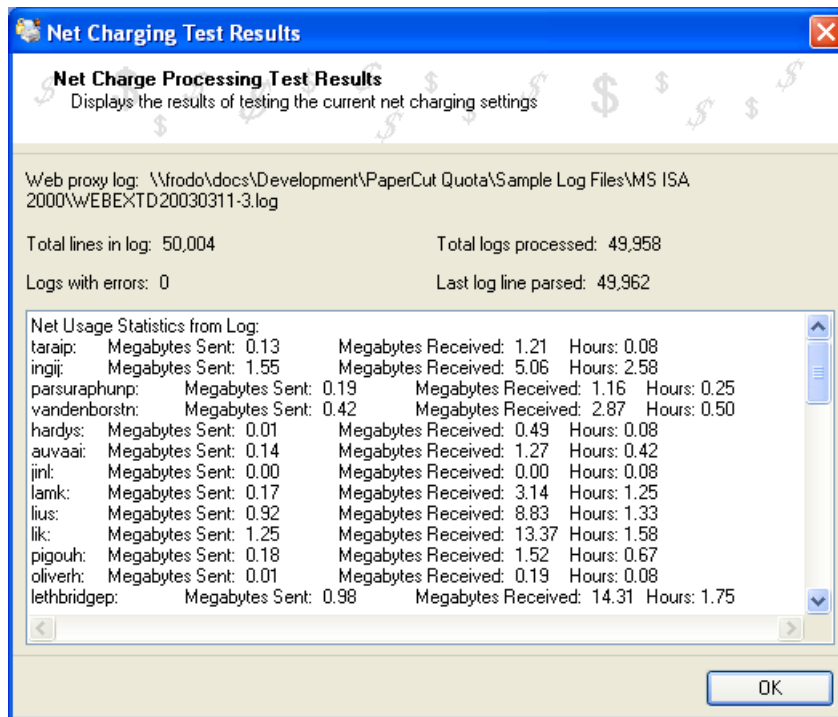 Net Charging Test Results
Net Charge Processing Test Results
Displays the results of testing the current net charging settings
Web proxy log: \\frodo\docs\Development\PaperCut Quota\Sample Log Files\MS ISA
2000\WEBEXTD20030311-3.log
Total lines in log: 50,004 Total logs processed: 49,958
Logs with errors: 0 Last log line parsed: 49,962
Net Usage Statistics from Log:
taraip: Megabytes Sent: 0.13 Megabytes Received: 1.21 Hours: 0.08
ingij: Megabytes Sent: 1.55 Megabytes Received: 5.06 Hours: 2.58
parsuraphunp: Megabytes Sent: 0.19 Megabytes Received: 1.16 Hours: 0.25
vandenborstn: Megabytes Sent: 0.42 Megabytes Received: 2.87 Hours: 0.50
hardys: Megabytes Sent: 0.01 Megabytes Received: 0.49 Hours: 0.08
auvaai: Megabytes Sent: 0.14 Megabytes Received: 1.27 Hours: 0.42
jinl: Megabytes Sent: 0.00 Megabytes Received: 0.00 Hours: 0.08
lamk: Megabytes Sent: 0.17 Megabytes Received: 3.14 Hours: 1.25
lius: Megabytes Sent: 0.92 Megabytes Received: 8.83 Hours: 1.33
lik: Megabytes Sent: 1.25 Megabytes Received: 13.37 Hours: 1.58
pigouh: Megabytes Sent: 0.18 Megabytes Received: 1.52 Hours: 0.67
oliverh: Megabytes Sent: 0.01 Megabytes Received: 0.19 Hours: 0.08
lethbridgep: Megabytes Sent: 0.98 Megabytes Received: 14.31 Hours: 1.75
OK